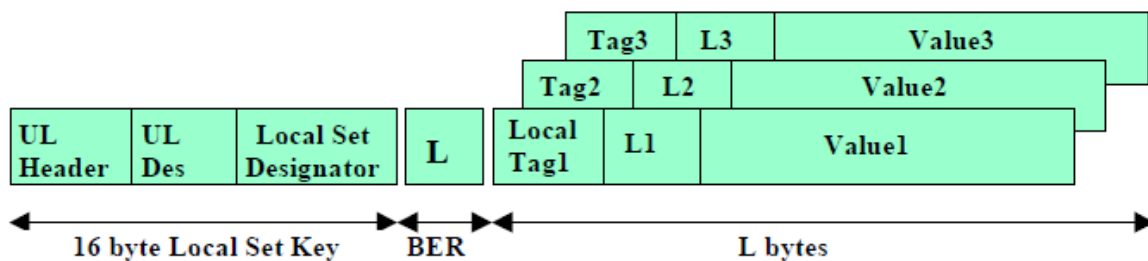 Tag3 L3 Value3
Tag2 L2 Value2
UL Header
UL Des
Local Set Designator
L
Local Tag1
L1
Value1
16 byte Local Set Key
BER
L bytes